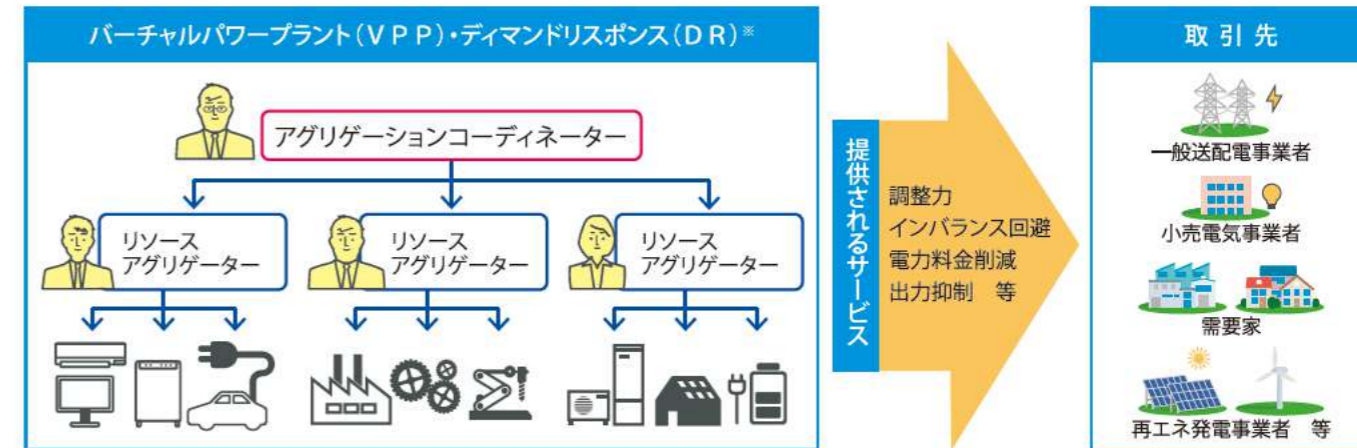 バーチャルパワープラント(VPP)・ディマンドリスポンス(DR)※
アグリゲーションコーディネーター
リソース
アグリゲーター
リソース
アグリゲーター
リソース
アグリゲーター
提供されるサービス
調整力
インバランス回避
電力料金削減
出力抑制 等
取引先
一般送配電事業者
小売電気事業者
需要家
再エネ発電事業者 等